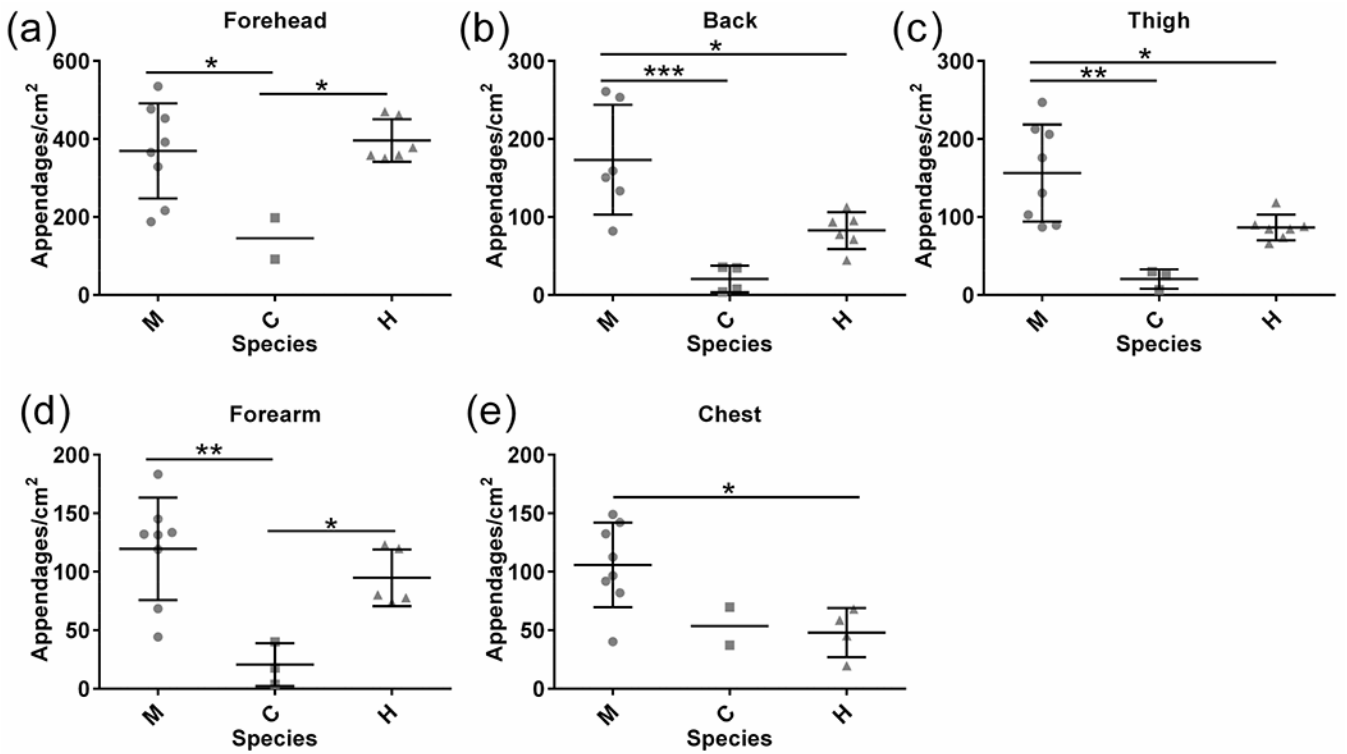 (a)
Forehead
Appendages/cm²
600
400
200
0
*
*
M
C
H
Species
(b)
Back
Appendages/cm²
300
200
100
0
*
***
M
C
H
Species
(c)
Thigh
Appendages/cm²
300
200
100
0
*
**
M
C
H
Species
(d)
Forearm
Appendages/cm²
200
150
100
50
0
**
*
M
C
H
Species
(e)
Chest
Appendages/cm²
200
150
100
50
0
*
M
C
H
Species